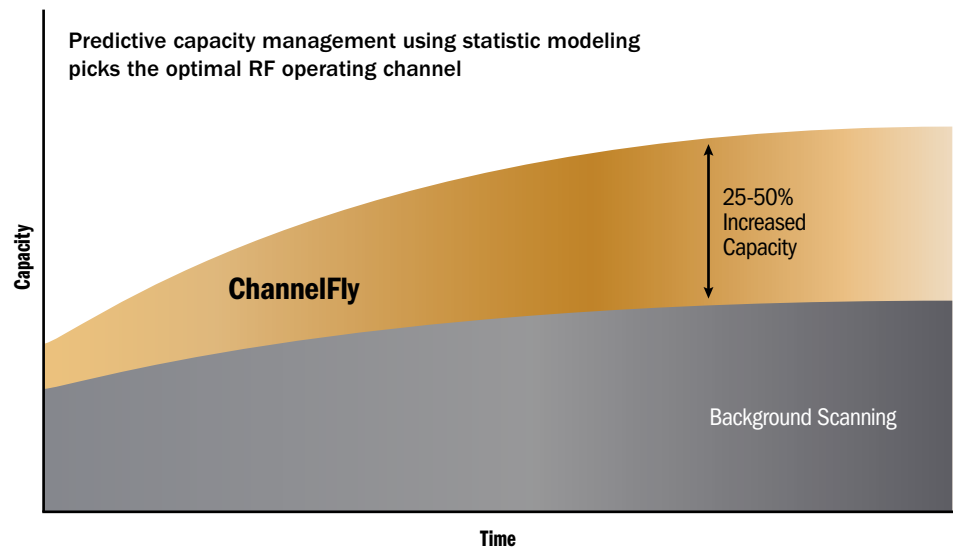 Predictive capacity management using statistic modeling
picks the optimal RF operating channel
25-50%
Increased
Capacity
Capacity
ChannelFly
Background Scanning
Time